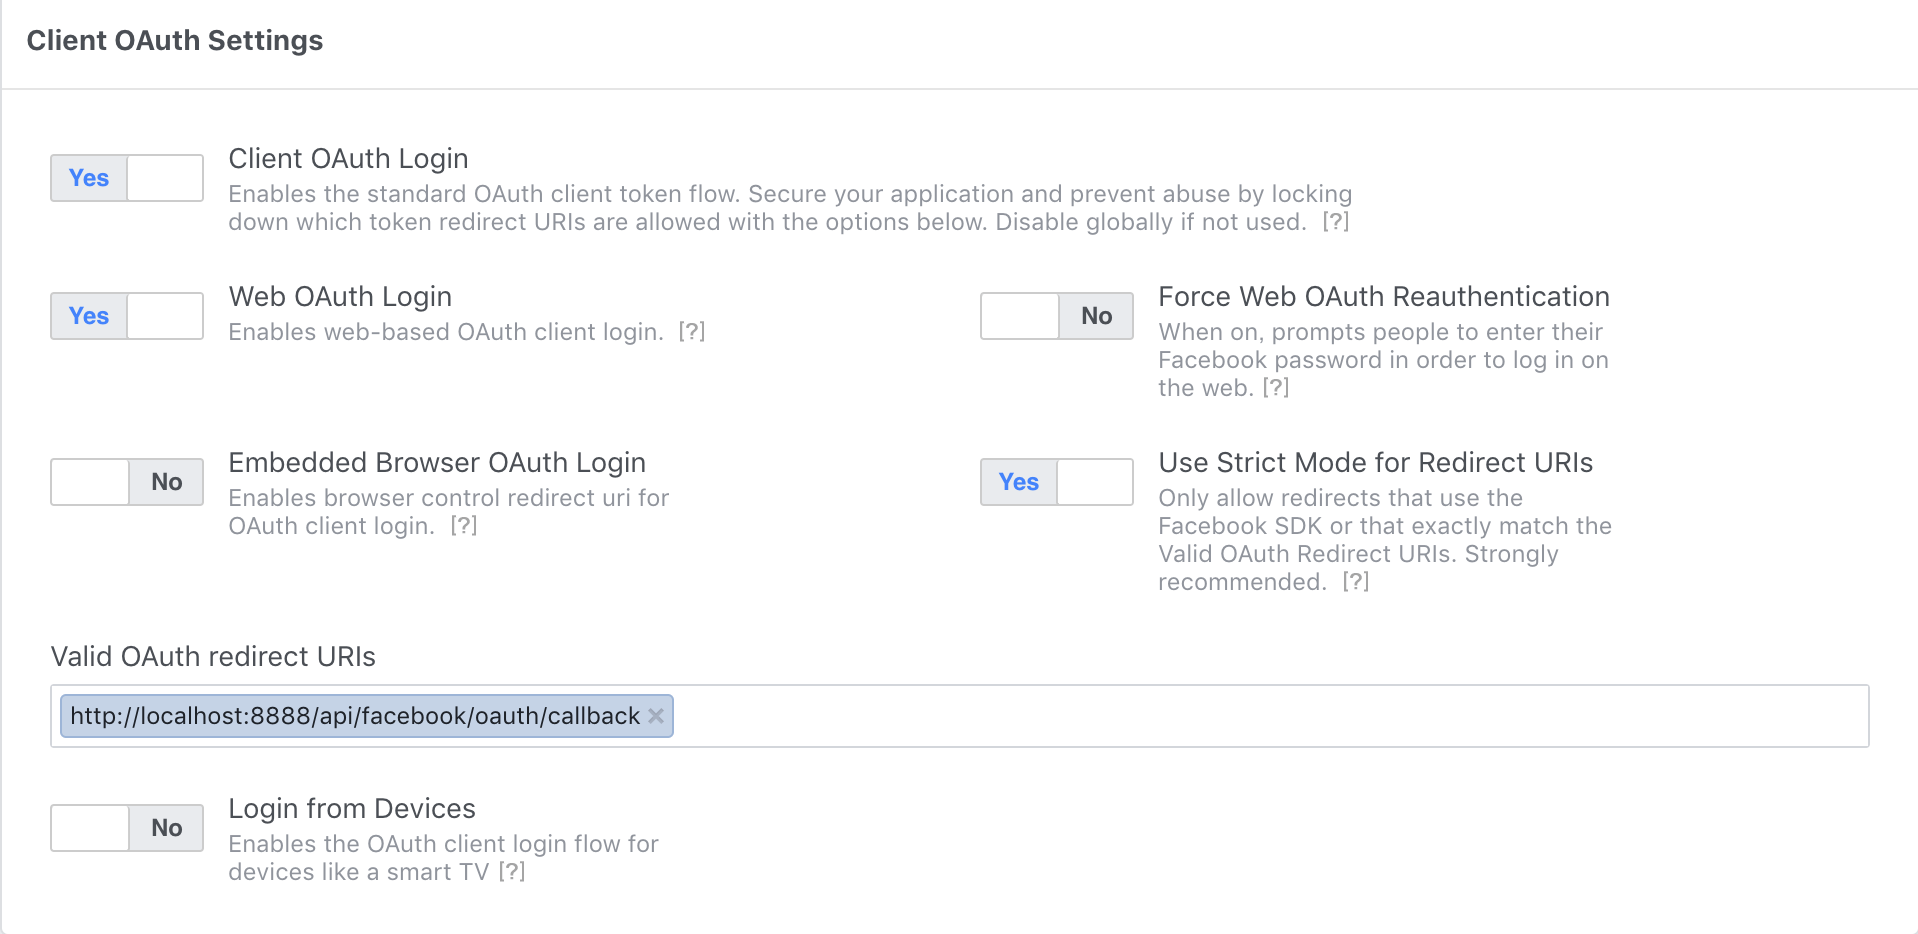 Client OAuth Settings
Yes
Client OAuth Login
Enables the standard OAuth client token flow. Secure your application and prevent abuse by locking
down which token redirect URIs are allowed with the options below. Disable globally if not used. [?]
Yes
Web OAuth Login
Enables web-based OAuth client login. [?]
No
Force Web OAuth Reauthentication
When on, prompts people to enter their
Facebook password in order to log in on
the web. [?]
No
Embedded Browser OAuth Login
Enables browser control redirect uri for
OAuth client login. [?]
Yes
Use Strict Mode for Redirect URIs
Only allow redirects that use the
Facebook SDK or that exactly match the
Valid OAuth Redirect URIs. Strongly
recommended. [?]
Valid OAuth redirect URIs
http://localhost:8888/api/facebook/oauth/callback
No
Login from Devices
Enables the OAuth client login flow for
devices like a smart TV [?]